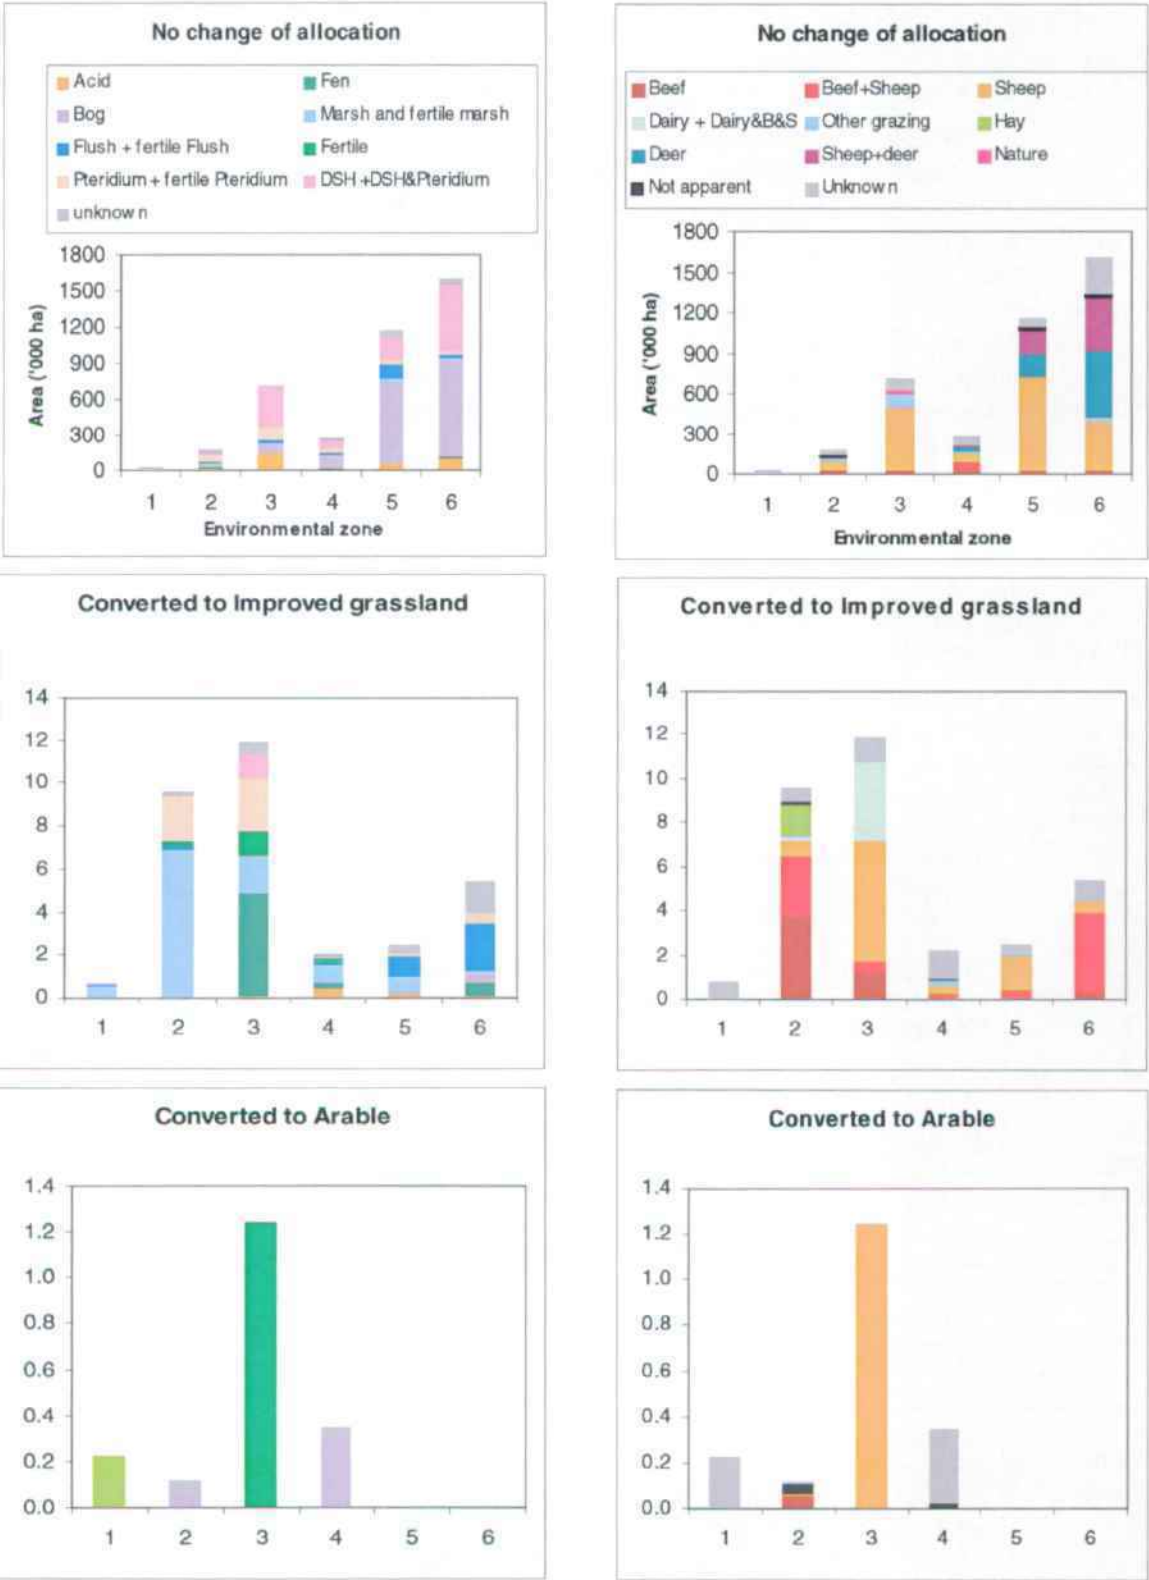 No change of allocation
Acid Fen
Bog Marsh and fertile marsh
Flush + fertile Flush Fertile
Pteridium + fertile Pteridium DSH +DSH&Pteridium
unknown
1800
1500
1200
900
600
300
0
Area ('000 ha)
1 2 3 4 5 6
Environmental zone
No change of allocation
Beef Beef+Sheep Sheep
Dairy + Dairy&B&S Other grazing Hay
Deer Sheep+deer Nature
Not apparent Unknown
1800
1500
1200
900
600
300
0
Area ('000 ha)
1 2 3 4 5 6
Environmental zone
Converted to Improved grassland
14
12
10
8
6
4
2
0
1 2 3 4 5 6
Converted to Improved grassland
14
12
10
8
6
4
2
0
1 2 3 4 5 6
Converted to Arable
1.4
1.2
1.0
0.8
0.6
0.4
0.2
0.0
1 2 3 4 5 6
Converted to Arable
1.4
1.2
1.0
0.8
0.6
0.4
0.2
0.0
1 2 3 4 5 6